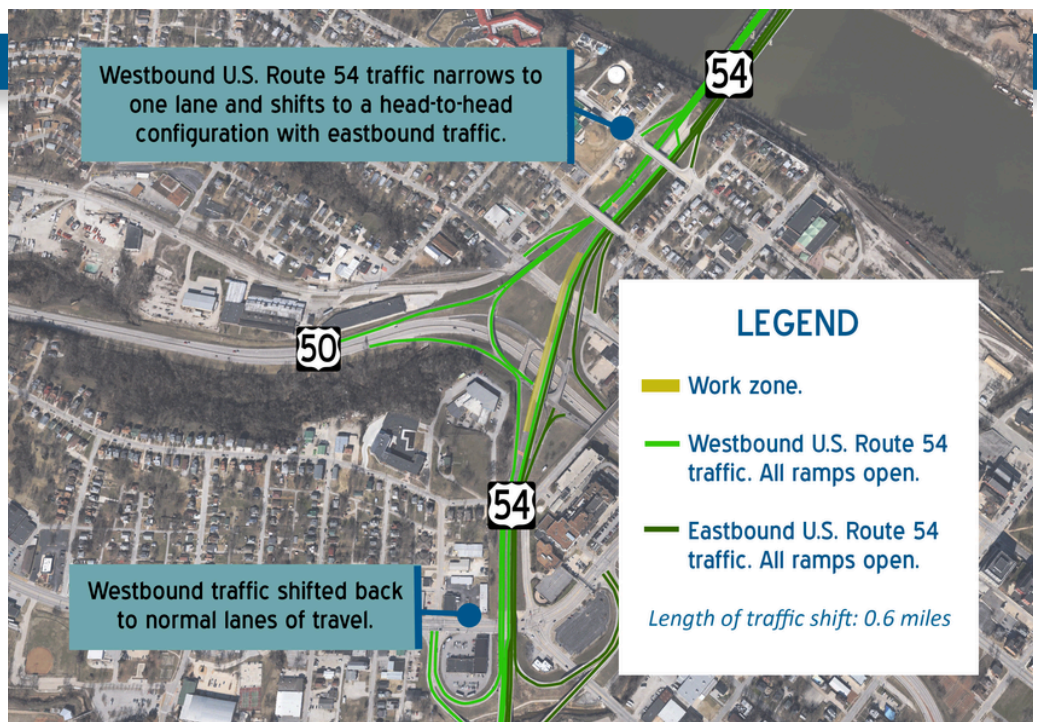 Westbound U.S. Route 54 traffic narrows to
one lane and shifts to a head-to-head
configuration with eastbound traffic.
54
50
54
Westbound traffic shifted back
to normal lanes of travel.
LEGEND
Work zone.
Westbound U.S. Route 54
traffic. All ramps open.
Eastbound U.S. Route 54
traffic. All ramps open.
Length of traffic shift: 0.6 miles